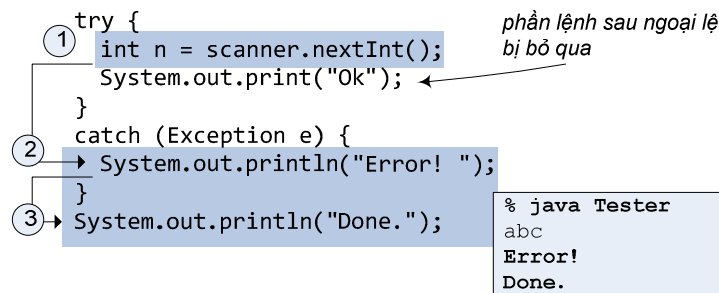 try {
1
int n = scanner.nextInt();
System.out.print("Ok");
}
catch (Exception e) {
2
System.out.println("Error! ");
}
3
System.out.println("Done.");
phần lệnh sau ngoại lệ
bị bỏ qua
% java Tester
abc
Error!
Done.